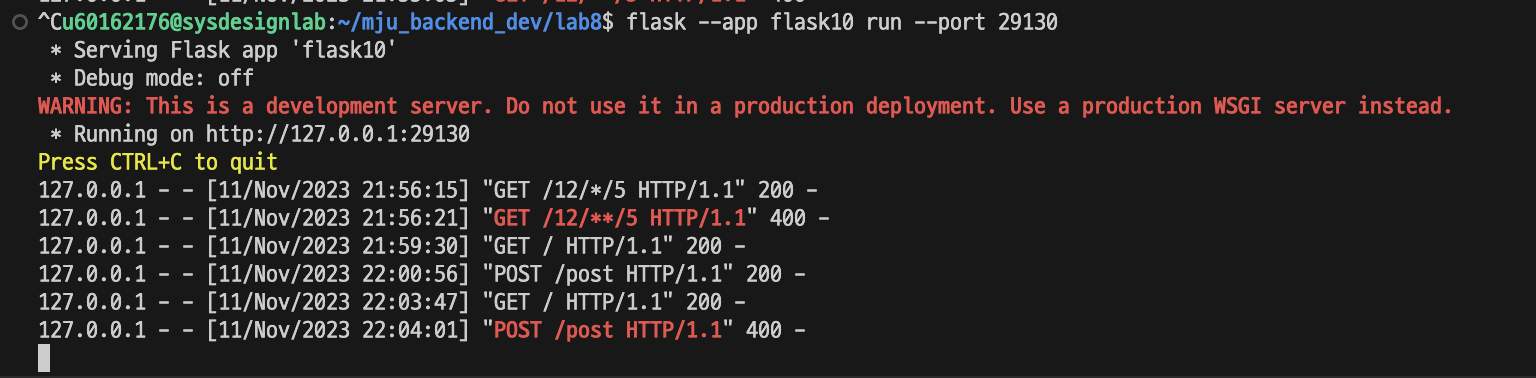 ^Cu60162176@sysdesignlab:~/mju_backend_dev/lab8$ flask --app flask10 run --port 29130
 * Serving Flask app 'flask10'
 * Debug mode: off
WARNING: This is a development server. Do not use it in a production deployment. Use a production WSGI server instead.
 * Running on http://127.0.0.1:29130
Press CTRL+C to quit
127.0.0.1 - - [11/Nov/2023 21:56:15] "GET /12/*/5 HTTP/1.1" 200 -
127.0.0.1 - - [11/Nov/2023 21:56:21] "GET /12/**/5 HTTP/1.1" 400 -
127.0.0.1 - - [11/Nov/2023 21:59:30] "GET / HTTP/1.1" 200 -
127.0.0.1 - - [11/Nov/2023 22:00:56] "POST /post HTTP/1.1" 200 -
127.0.0.1 - - [11/Nov/2023 22:03:47] "GET / HTTP/1.1" 200 -
127.0.0.1 - - [11/Nov/2023 22:04:01] "POST /post HTTP/1.1" 400 -